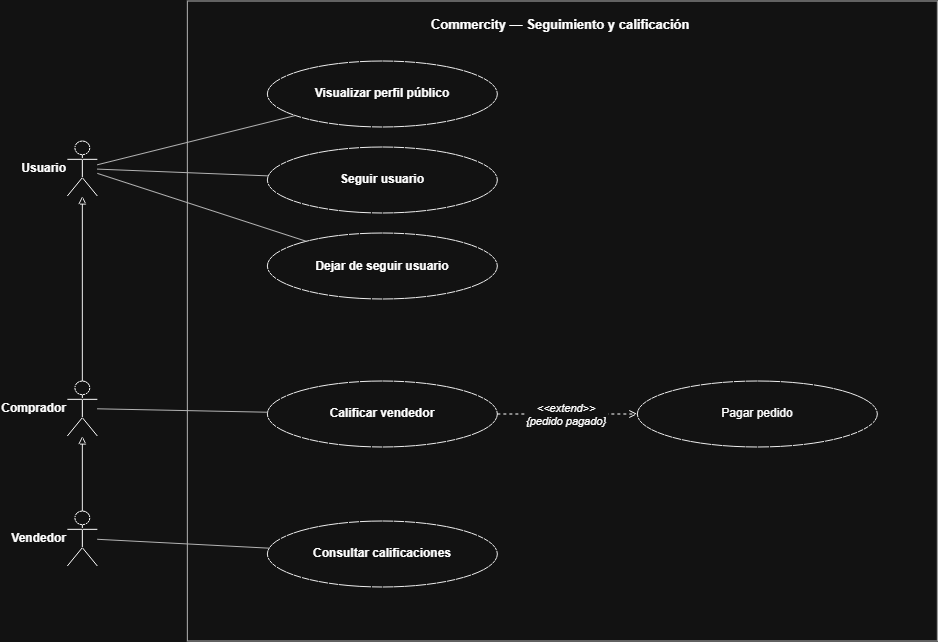 Commercity — Seguimiento y calificación
Visualizar perfil público
Usuario
Seguir usuario
Dejar de seguir usuario
Comprador
Calificar vendedor
<<extend>>
{pedido pagado}
Pagar pedido
Vendedor
Consultar calificaciones